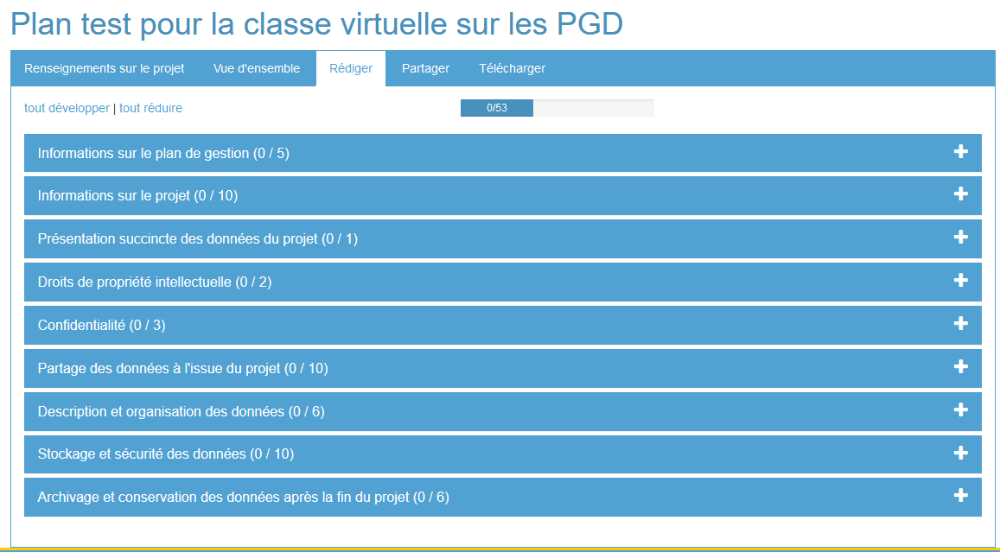 Plan test pour la classe virtuelle sur les PGD
Renseignements sur le projet Vue d'ensemble Rédiger Partager Télécharger
tout développer | tout réduire 0/53
Informations sur le plan de gestion (0 / 5)
Informations sur le projet (0 / 10)
Présentation succincte des données du projet (0 / 1)
Droits de propriété intellectuelle (0 / 2)
Confidentialité (0 / 3)
Partage des données à l'issue du projet (0 / 10)
Description et organisation des données (0 / 6)
Stockage et sécurité des données (0 / 10)
Archivage et conservation des données après la fin du projet (0 / 6)